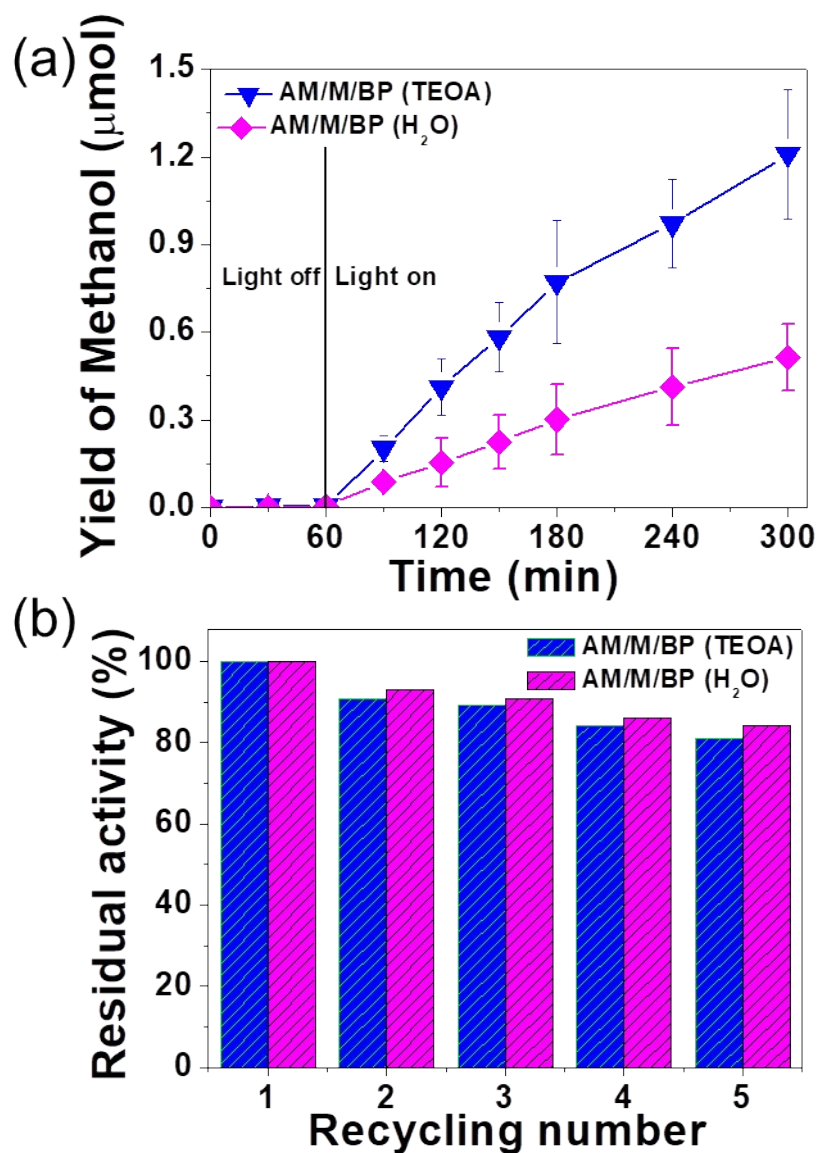 (a)
Yield of Methanol (μmol)
1.5
1.2
0.9
0.6
0.3
0.0
AM/M/BP (TEOA)
AM/M/BP (H₂O)
Light off
Light on
0 60 120 180 240 300
Time (min)
(b)
Residual activity (%)
100
80
60
40
20
0
AM/M/BP (TEOA)
AM/M/BP (H₂O)
1 2 3 4 5
Recycling number